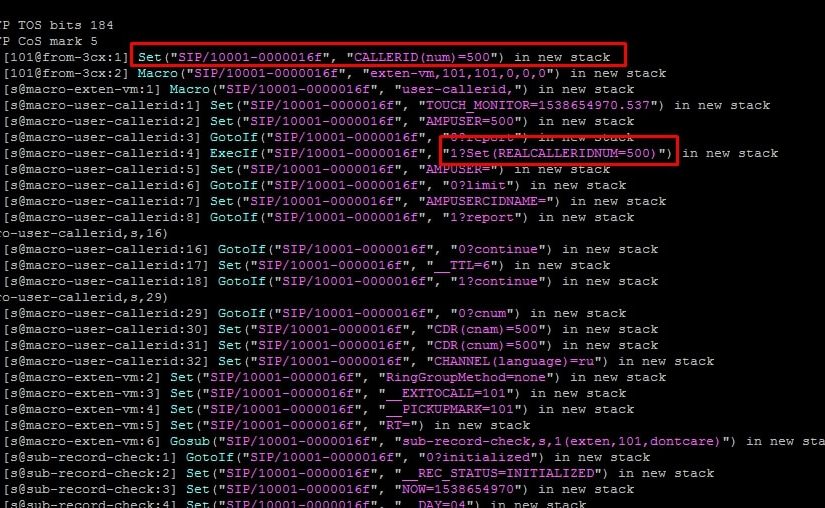 TOS bits 184
CoS mark 5
[101@from-3cx:1] Set("SIP/10001-0000016f", "CALLERID(num)=500") in new stack
[101@from-3cx:2] Macro("SIP/10001-0000016f", "exten-vm,101,101,0,0,0") in new stack
[s@macro-exten-vm:1] Macro("SIP/10001-0000016f", "user-callerid,") in new stack
[s@macro-user-callerid:1] Set("SIP/10001-0000016f", "TOUCH_MONITOR=1538654970.537") in new stack
[s@macro-user-callerid:2] Set("SIP/10001-0000016f", "AMPUSER=500") in new stack
[s@macro-user-callerid:3] GotoIf("SIP/10001-0000016f", "0?report") in new stack
[s@macro-user-callerid:4] ExecIf("SIP/10001-0000016f", "1?Set(REALCALLERIDNUM=500)") in new stack
[s@macro-user-callerid:5] Set("SIP/10001-0000016f", "AMPUSER=") in new stack
[s@macro-user-callerid:6] GotoIf("SIP/10001-0000016f", "0?limit") in new stack
[s@macro-user-callerid:7] Set("SIP/10001-0000016f", "AMPUSERCIDNAME=") in new stack
[s@macro-user-callerid:8] GotoIf("SIP/10001-0000016f", "1?report") in new stack
ro-user-callerid,s,16)
[s@macro-user-callerid:16] GotoIf("SIP/10001-0000016f", "0?continue") in new stack
[s@macro-user-callerid:17] Set("SIP/10001-0000016f", "__TTL=6") in new stack
[s@macro-user-callerid:18] GotoIf("SIP/10001-0000016f", "1?continue") in new stack
ro-user-callerid,s,29)
[s@macro-user-callerid:29] GotoIf("SIP/10001-0000016f", "0?cnum") in new stack
[s@macro-user-callerid:30] Set("SIP/10001-0000016f", "CDR(cnam)=500") in new stack
[s@macro-user-callerid:31] Set("SIP/10001-0000016f", "CDR(cnum)=500") in new stack
[s@macro-user-callerid:32] Set("SIP/10001-0000016f", "CHANNEL(language)=ru") in new stack
[s@macro-exten-vm:2] Set("SIP/10001-0000016f", "RingGroupMethod=none") in new stack
[s@macro-exten-vm:3] Set("SIP/10001-0000016f", "__EXTTOCALL=101") in new stack
[s@macro-exten-vm:4] Set("SIP/10001-0000016f", "__PICKUPMARK=101") in new stack
[s@macro-exten-vm:5] Set("SIP/10001-0000016f", "RT=") in new stack
[s@macro-exten-vm:6] Gosub("SIP/10001-0000016f", "sub-record-check,s,1(exten,101,dontcare)") in new sta
[s@sub-record-check:1] GotoIf("SIP/10001-0000016f", "0?initialized") in new stack
[s@sub-record-check:2] Set("SIP/10001-0000016f", "__REC_STATUS=INITIALIZED") in new stack
[s@sub-record-check:3] Set("SIP/10001-0000016f", "NOW=1538654970") in new stack
[s@sub-record-check:4] Set("SIP/10001-0000016f", "__DAY=04") in new stack